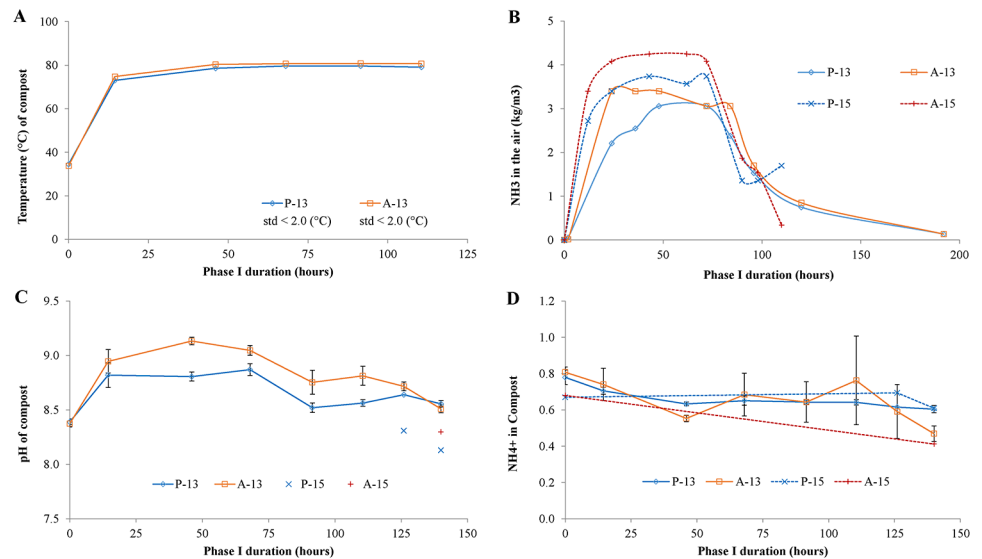 A
Temperature (°C) of compost
100
80
60
40
20
0
P-13
A-13
std < 2.0 (°C)
std < 2.0 (°C)
0
25
50
75
100
125
Phase I duration (hours)
B
NH3 in the air (kg/m3)
5
4
3
2
1
0
P-13
A-13
P-15
A-15
0
50
100
150
200
Phase I duration (hours)
C
pH of compost
9.5
9.0
8.5
8.0
7.5
P-13
A-13
P-15
A-15
0
25
50
75
100
125
150
Phase I duration (hours)
D
NH4+ in Compost
1.2
1.0
0.8
0.6
0.4
0.2
0.0
P-13
A-13
P-15
A-15
0
25
50
75
100
125
150
Phase I duration (hours)